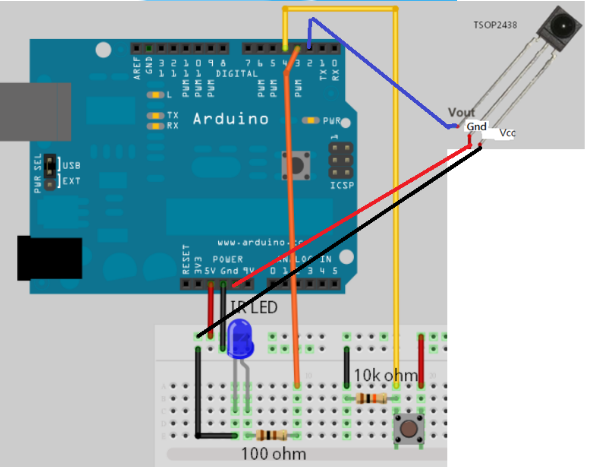 TSOP2438
AREF
GND
13
12
11
10
9
8
7
6
5
4
3
2
1
0
PWM
PWM
PWM
PWM
PWM
PWM
TX
RX
DIGITAL
L
TX
RX
Arduino
PWR
1
ICSP
PWR SEL
USB
EXT
www.arduino.cc
RESET
3V3
5V
Gnd
9V
POWER
ANALOG IN
0
1
2
3
4
5
Vout
Gnd
Vcc
IR LED
10k ohm
100 ohm